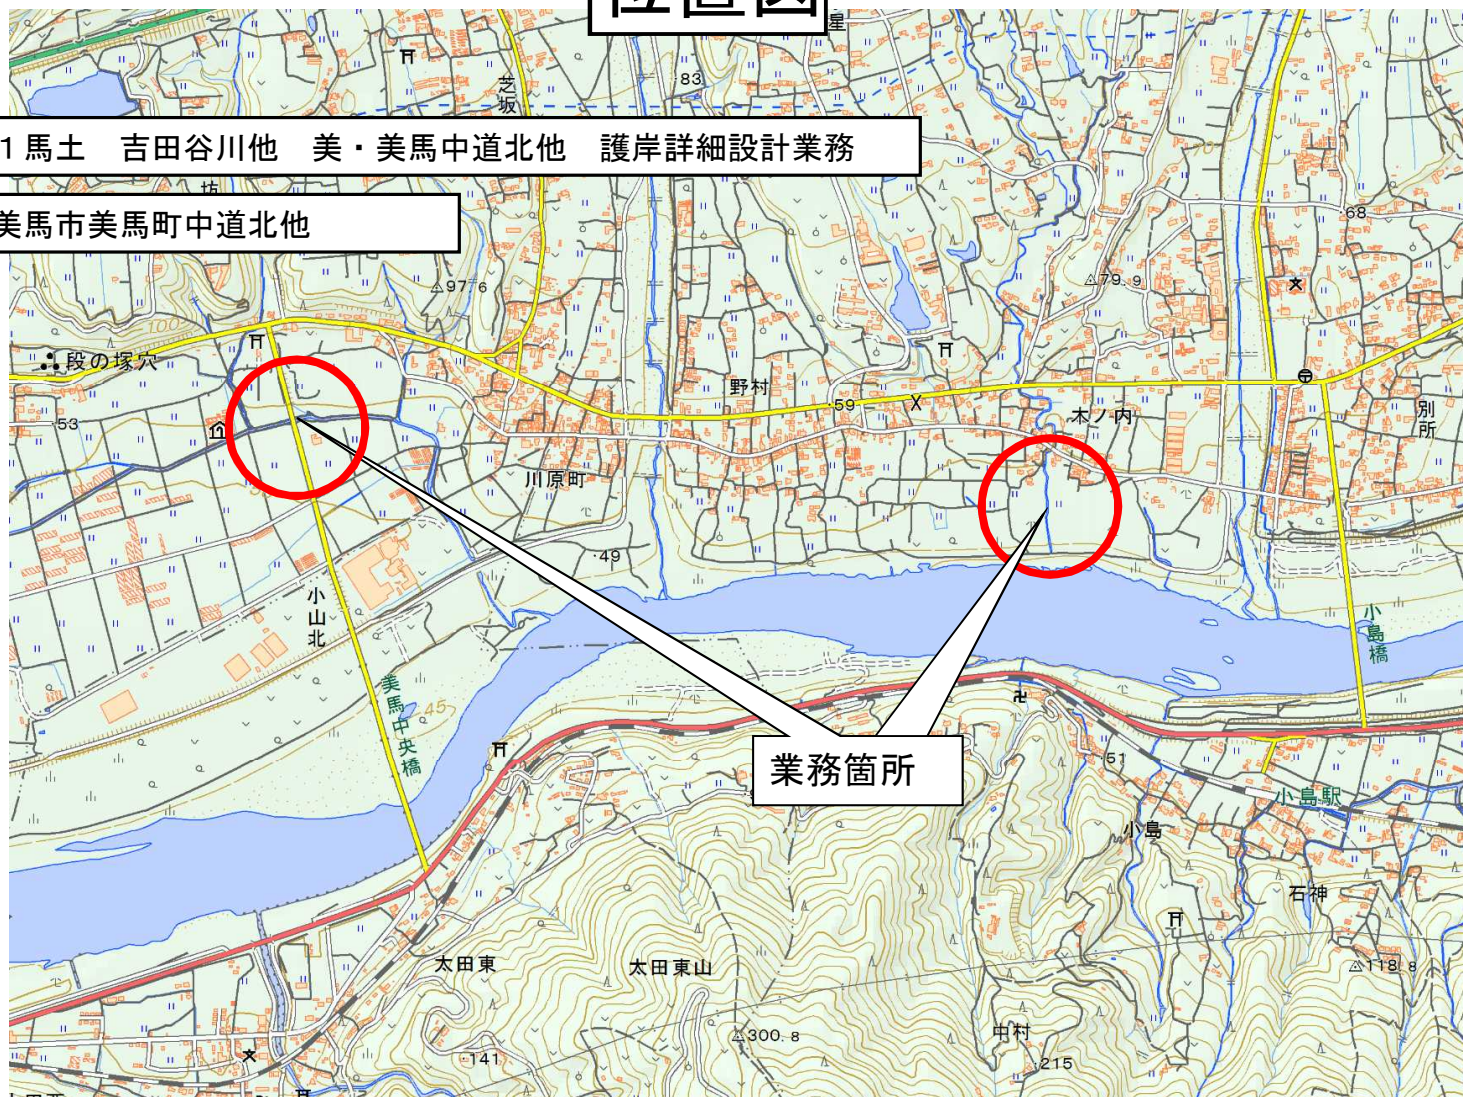 位置図
星
83
芝坂
1馬土 吉田谷川他 美・美馬中道北他 護岸詳細設計業務
坊
美馬市美馬町中道北他
68
97.6
79.9
100
段の塚穴
野村
59
木ノ内
別所
53
川原町
49
小山北
小島橋
美馬中央橋
45
業務箇所
51
小島駅
小島
石神
太田東
太田東山
118.8
300.8
中村
141
215